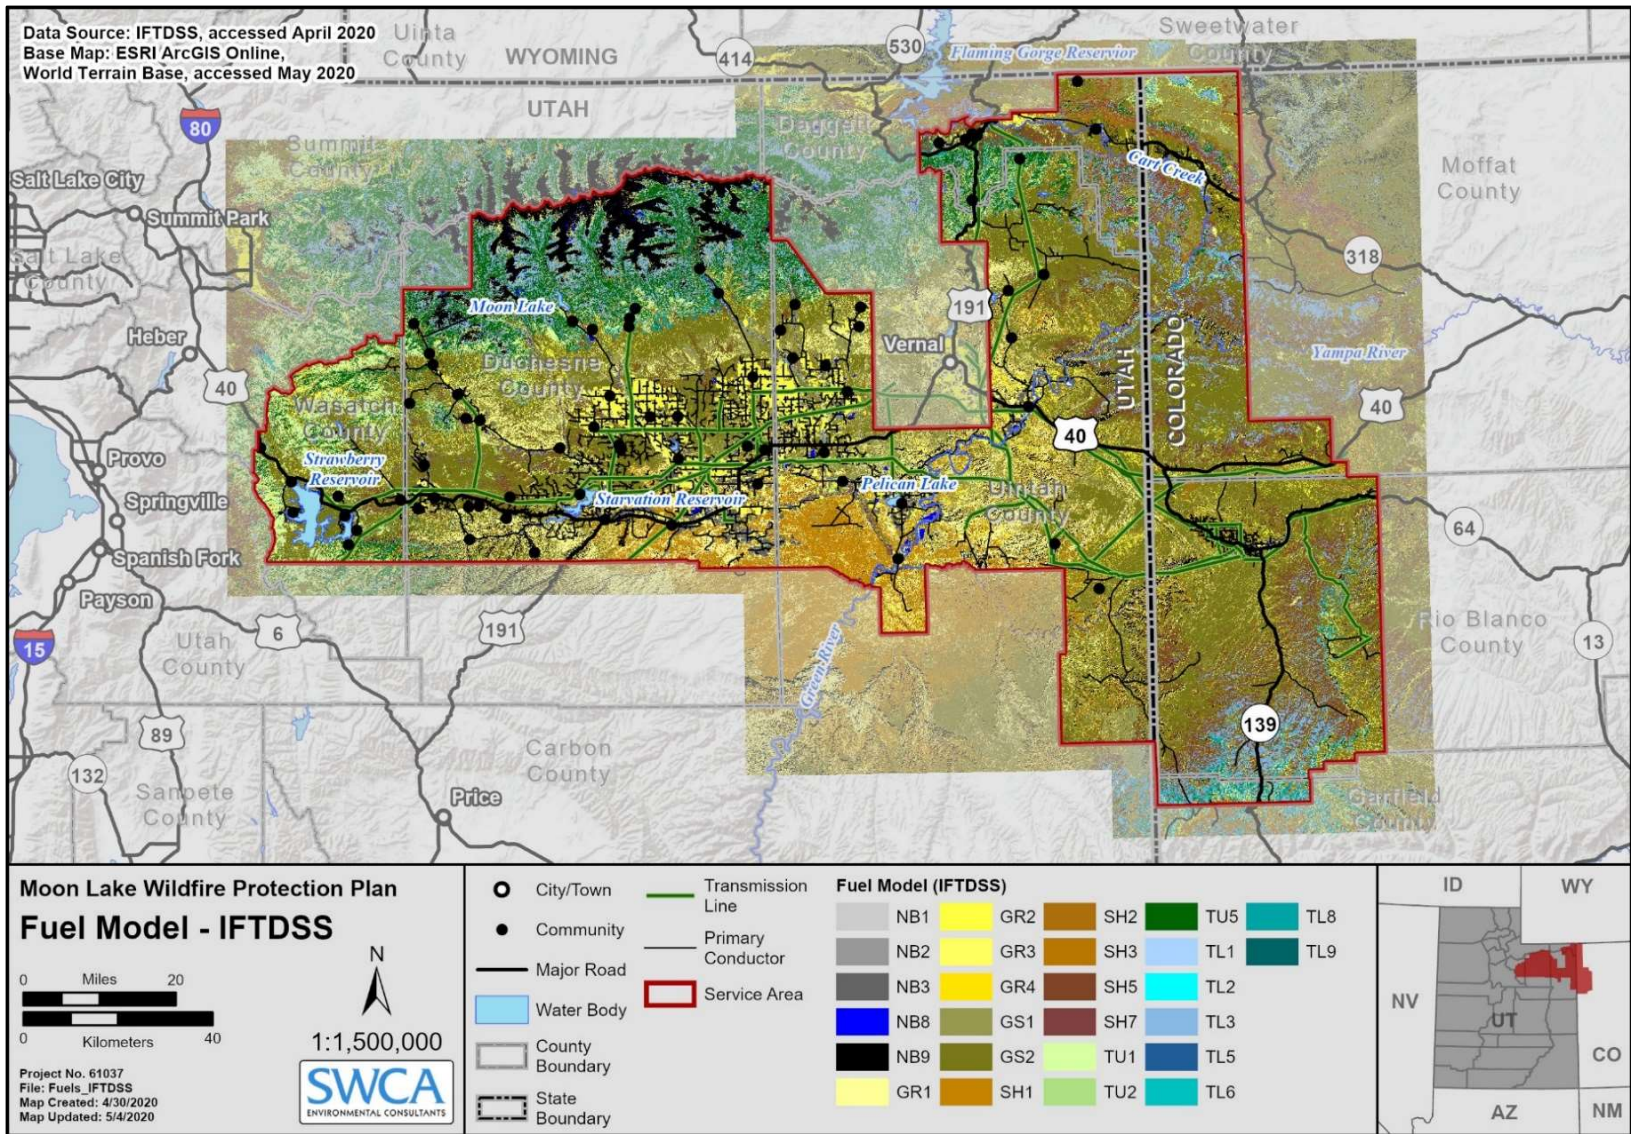 Data Source: IFTDSS, accessed April 2020
Base Map: ESRI ArcGIS Online,
World Terrain Base, accessed May 2020
Uinta
County
WYOMING
UTAH
414
530
Flaming Gorge Reservior
Sweetwater
County
80
Summit
County
Daggett
County
Cart Creek
Moffat
County
Salt Lake City
Summit Park
Salt Lake
County
318
Moon Lake
191
Heber
Vernal
UTAH
COLORADO
Yampa River
40
Duchesne
County
40
Wasatch
County
40
Provo
Strawberry
Reservoir
Springville
Starvation Reservoir
Pelican Lake
Uintah
County
64
Spanish Fork
Payson
6
191
Utah
County
15
Green River
Rio Blanco
County
13
89
139
Carbon
County
132
Sanpete
County
Price
Garfield
County
Moon Lake Wildfire Protection Plan
Fuel Model - IFTDSS
0 Miles 20
0 Kilometers 40
N
1:1,500,000
Project No. 61037
File: Fuels_IFTDSS
Map Created: 4/30/2020
Map Updated: 5/4/2020
SWCA
ENVIRONMENTAL CONSULTANTS
City/Town
Community
Major Road
Water Body
County
Boundary
State
Boundary
Transmission
Line
Primary
Conductor
Service Area
Fuel Model (IFTDSS)
NB1
NB2
NB3
NB8
NB9
GR1
GR2
GR3
GR4
GS1
GS2
SH1
SH2
SH3
SH5
SH7
TU1
TU2
TU5
TL1
TL2
TL3
TL5
TL6
TL8
TL9
ID
WY
NV
UT
CO
AZ
NM